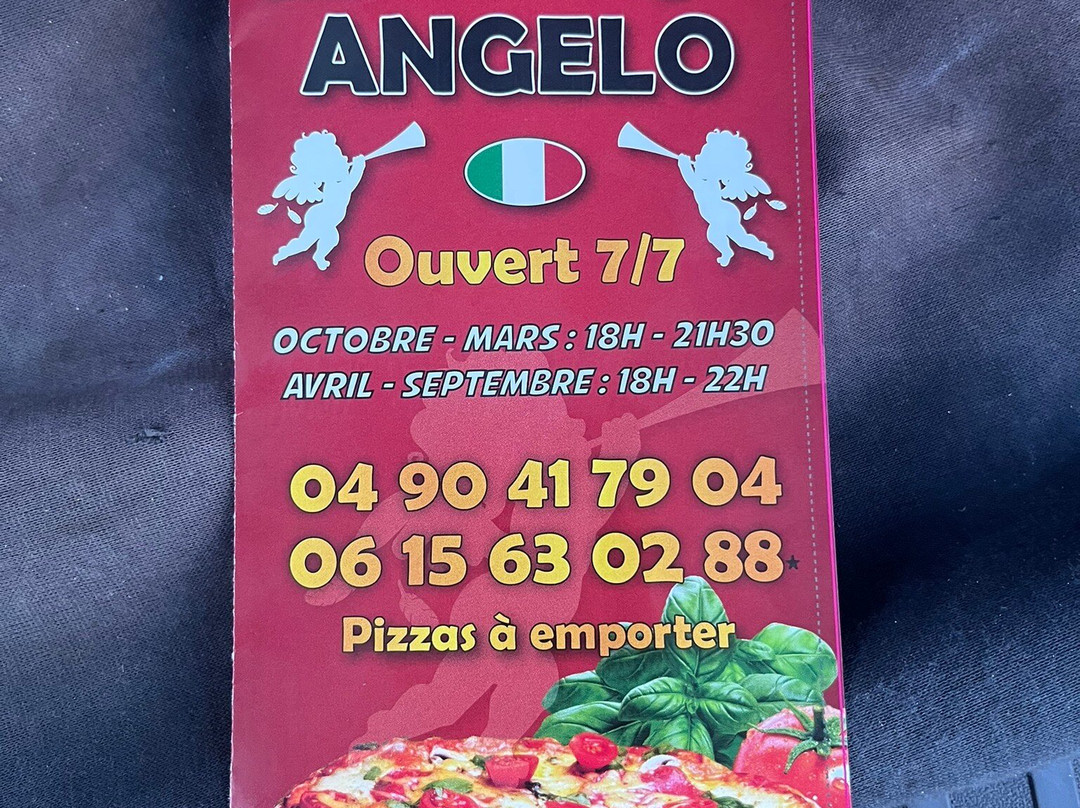 ANGELO
Ouvert 7/7
OCTOBRE - MARS : 18H - 21H30
AVRIL - SEPTEMBRE : 18H - 22H
04 90 41 79 04
06 15 63 02 88*
Pizzas à emporter